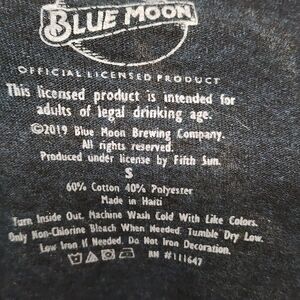 BLUE MOON
OFFICIAL LICENSED PRODUCT
This licensed product is intended for
adults of legal drinking age.
©2019 Blue Moon Brewing Company.
All rights reserved.
Produced under license by Fifth Sun.
S
60% Cotton 40% Polyester
Made in Haiti
Turn Inside Out. Machine Wash Cold With Like Colors.
Only Non-Chlorine Bleach When Needed. Tumble Dry Low.
Low Iron If Needed. Do Not Iron Decoration.
RN #111647